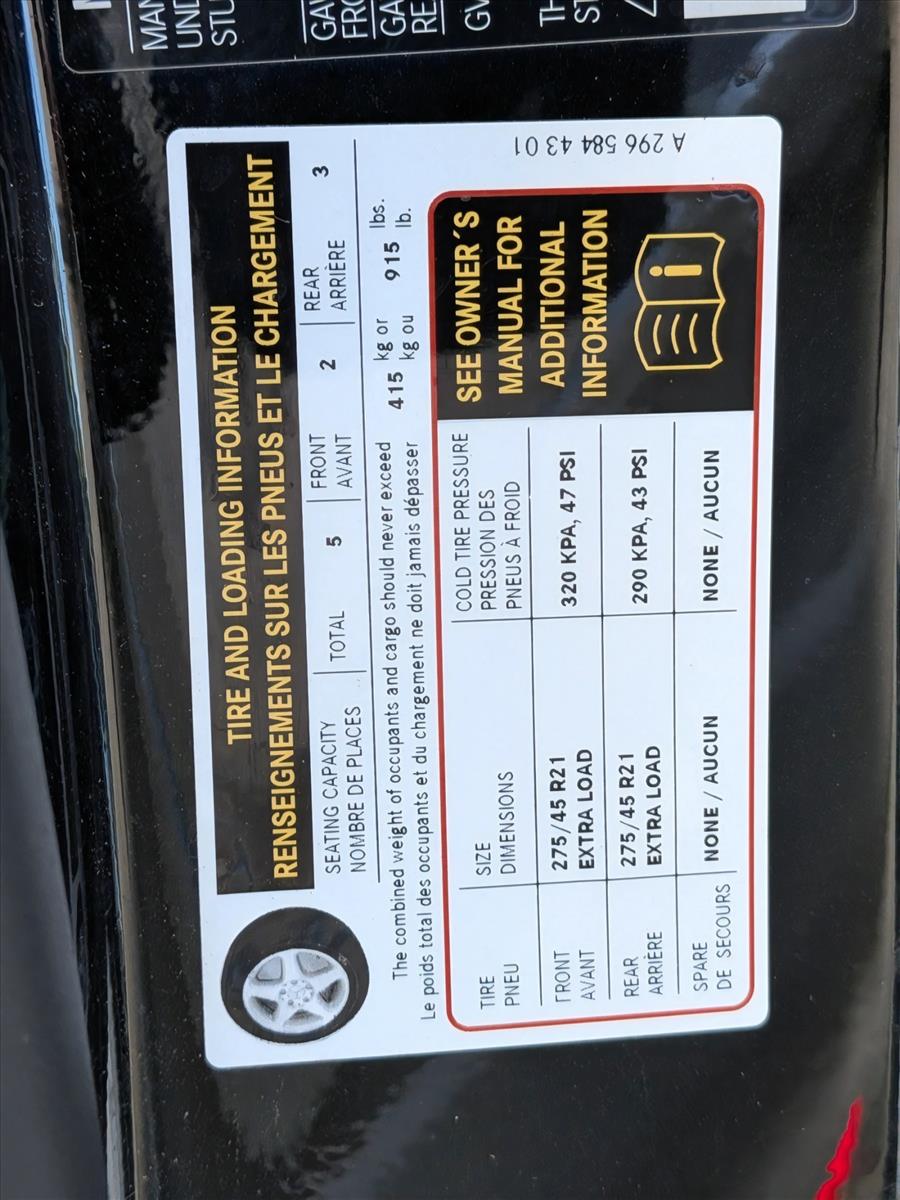 TIRE AND LOADING INFORMATION
RENSEIGNEMENTS SUR LES PNEUS ET LE CHARGEMENT
SEATING CAPACITY
NOMBRE DE PLACES
TOTAL 5
FRONT
AVANT
2
REAR
ARRIÈRE
3
The combined weight of occupants and cargo should never exceed 415 kg or 915 lbs.
Le poids total des occupants et du chargement ne doit jamais dépasser kg ou lb.
TIRE
PNEU
SIZE
DIMENSIONS
COLD TIRE PRESSURE
PRESSION DES
PNEUS À FROID
FRONT
AVANT
275/45 R21
EXTRA LOAD
320 KPA, 47 PSI
REAR
ARRIÈRE
275/45 R21
EXTRA LOAD
290 KPA, 43 PSI
SPARE
DE SECOURS
NONE / AUCUN
NONE / AUCUN
SEE OWNER´S
MANUAL FOR
ADDITIONAL
INFORMATION
A 296 584 43 01